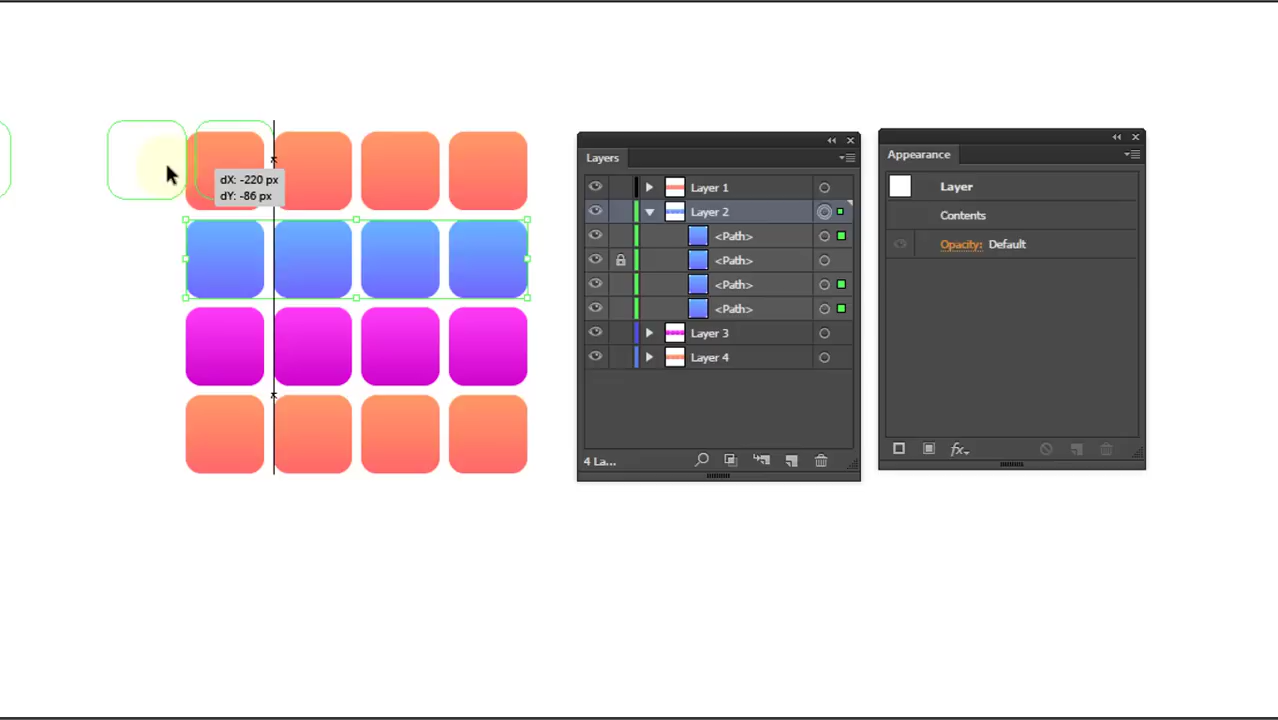 dX: -220 px
dY: -86 px
Layers
Layer 1
Layer 2
<Path>
<Path>
<Path>
<Path>
Layer 3
Layer 4
4 La...
Appearance
Layer
Contents
Opacity: Default
fx